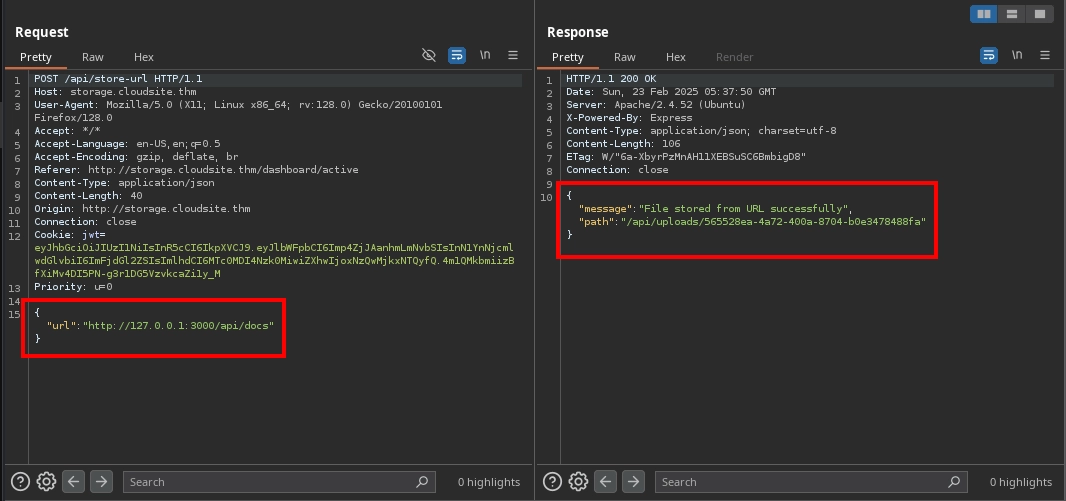 Request
Pretty Raw Hex \n
1 POST /api/store-url HTTP/1.1
2 Host: storage.cloudsite.thm
3 User-Agent: Mozilla/5.0 (X11; Linux x86_64; rv:128.0) Gecko/20100101
Firefox/128.0
4 Accept: */*
5 Accept-Language: en-US,en;q=0.5
6 Accept-Encoding: gzip, deflate, br
7 Referer: http://storage.cloudsite.thm/dashboard/active
8 Content-Type: application/json
9 Content-Length: 40
10 Origin: http://storage.cloudsite.thm
11 Connection: close
12 Cookie: jwt=
13 Priority: u=0
14
15 {
"url":"http://127.0.0.1:3000/api/docs"
}
Search 0 highlights
Response
Pretty Raw Hex Render \n
1 HTTP/1.1 200 OK
2 Date: Sun, 23 Feb 2025 05:37:50 GMT
3 Server: Apache/2.4.52 (Ubuntu)
4 X-Powered-By: Express
5 Content-Type: application/json; charset=utf-8
6 Content-Length: 106
7 ETag: W/"6a-XbyrPzMnAHl1XEBSuSC6BmbigD8"
8 Connection: close
9
10 {
"message":"File stored from URL successfully",
"path":"/api/uploads/565528ea-4a72-400a-8704-b0e3478488fa"
}
Search 0 highlights